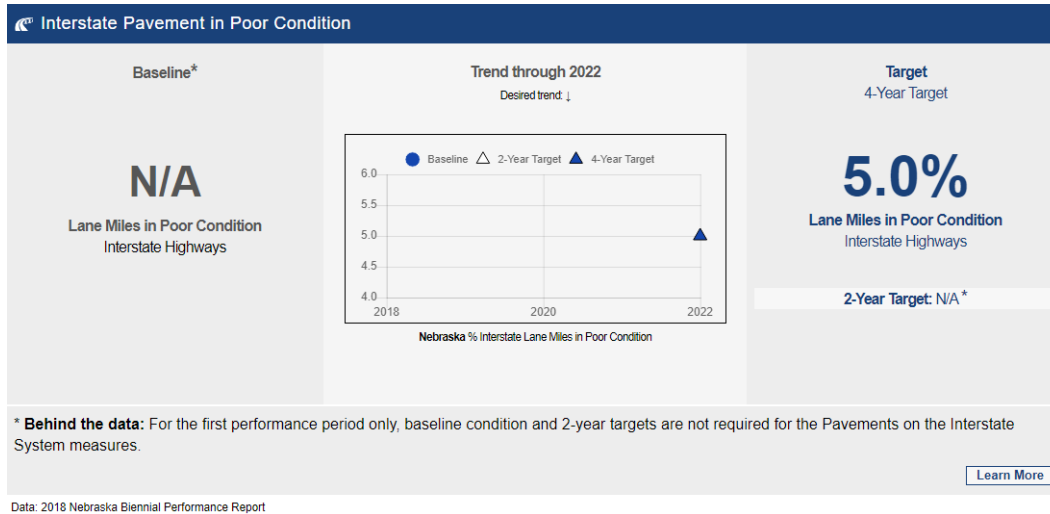 Interstate Pavement in Poor Condition
Baseline*
N/A
Lane Miles in Poor Condition
Interstate Highways
Trend through 2022
Desired trend: ↓
Baseline 2-Year Target 4-Year Target
6.0
5.5
5.0
4.5
4.0
2018 2020 2022
Nebraska % Interstate Lane Miles in Poor Condition
Target
4-Year Target
5.0%
Lane Miles in Poor Condition
Interstate Highways
2-Year Target: N/A*
* Behind the data: For the first performance period only, baseline condition and 2-year targets are not required for the Pavements on the Interstate
System measures.
Learn More
Data: 2018 Nebraska Biennial Performance Report